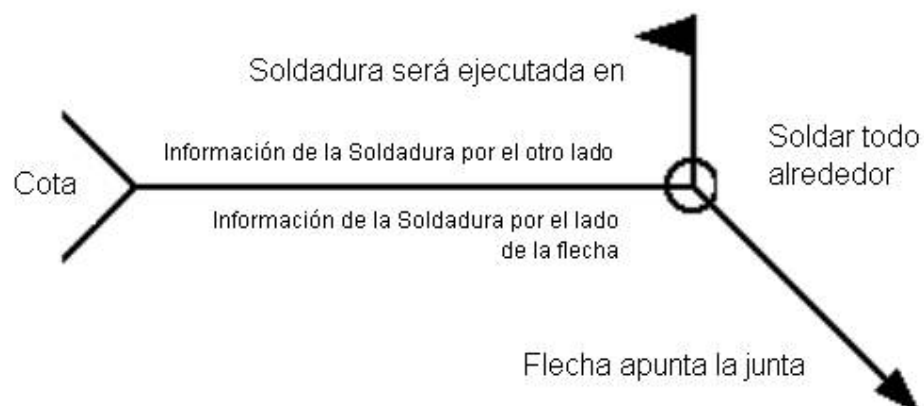 Soldadura será ejecutada en
Información de la Soldadura por el otro lado
Soldar todo
alrededor
Cota
Información de la Soldadura por el lado
de la flecha
Flecha apunta la junta